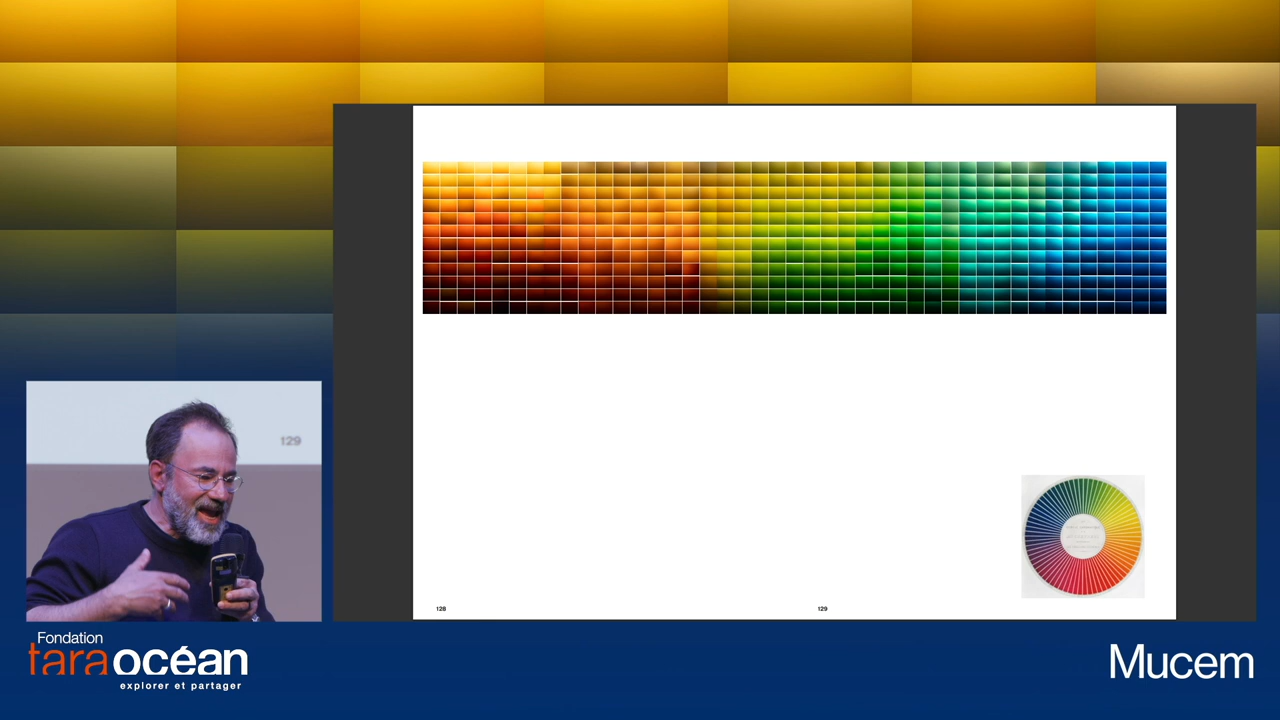 129
128
129
Fondation
taraocéan
explorer et partager
Mucem